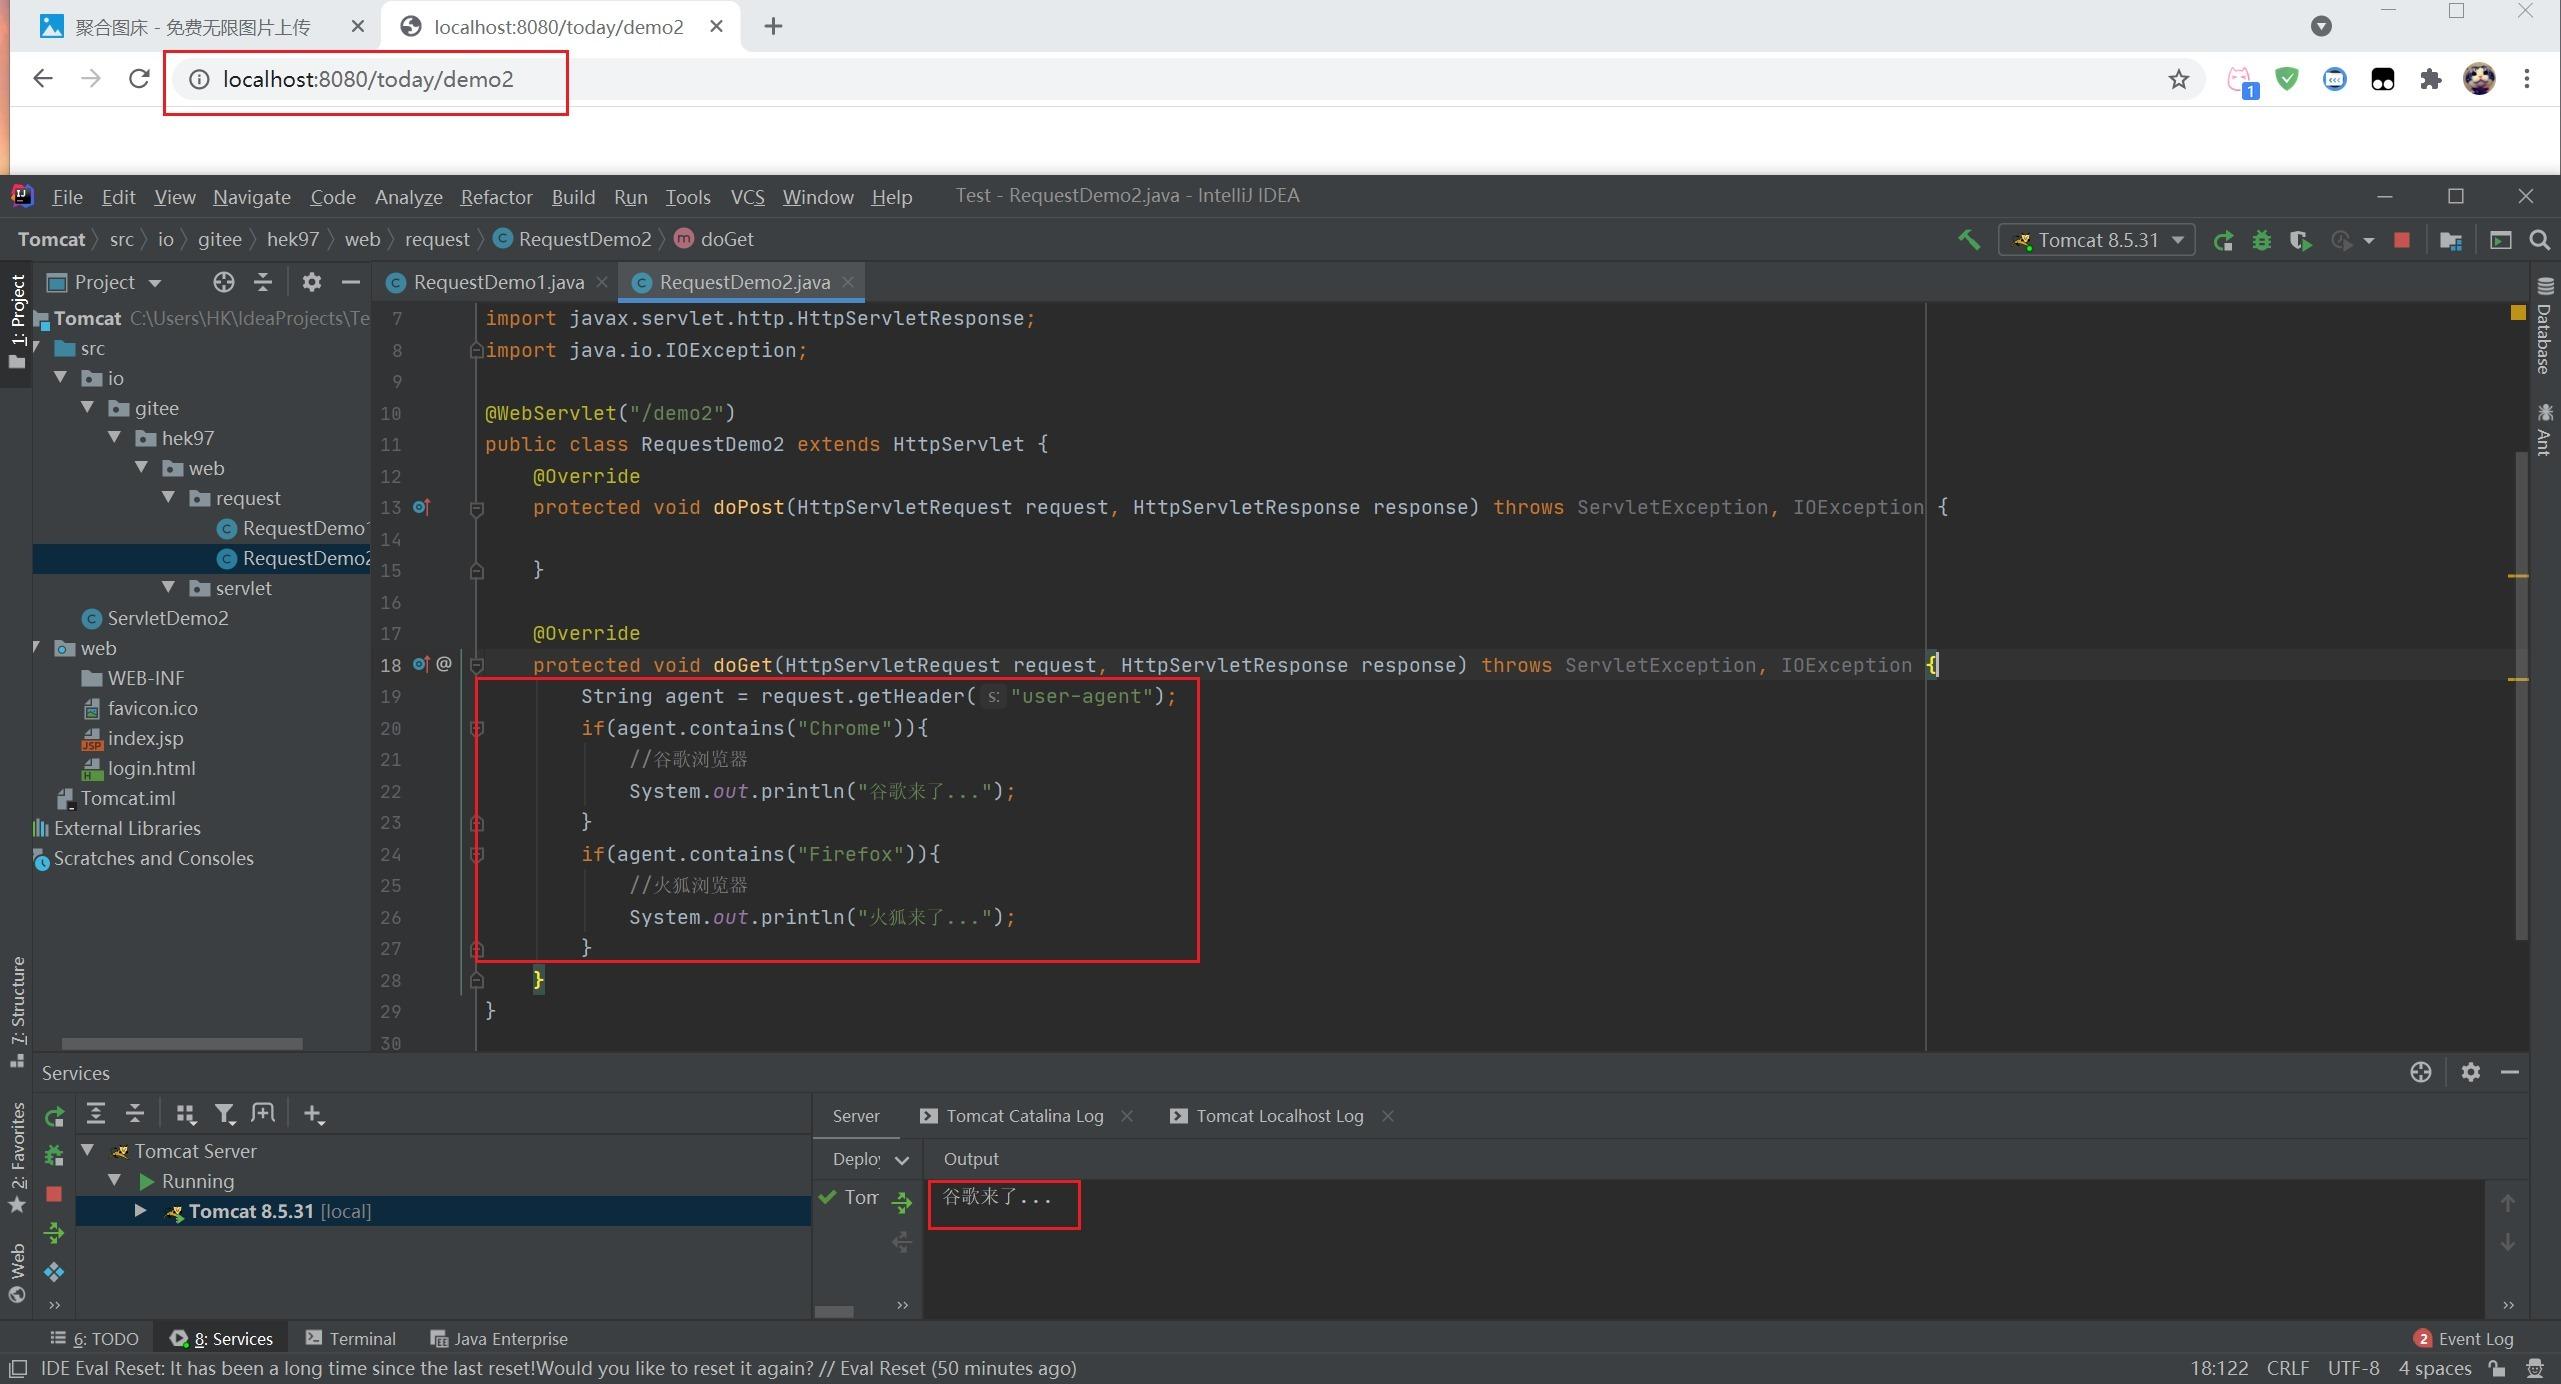 聚合图床 - 免费无限图片上传
localhost:8080/today/demo2
localhost:8080/today/demo2
1
File Edit View Navigate Code Analyze Refactor Build Run Tools VCS Window Help Test - RequestDemo2.java - IntelliJ IDEA
Tomcat src io gitee hek97 web request RequestDemo2 doGet
Tomcat 8.5.31
1: Project
Project
Tomcat C:\Users\HK\IdeaProjects\Te
src
io
gitee
hek97
web
request
RequestDemo1
RequestDemo2
servlet
ServletDemo2
web
WEB-INF
favicon.ico
index.jsp
login.html
Tomcat.iml
External Libraries
Scratches and Consoles
RequestDemo1.java RequestDemo2.java
7 import javax.servlet.http.HttpServletResponse;
8 import java.io.IOException;
9
10 @WebServlet("/demo2")
11 public class RequestDemo2 extends HttpServlet {
12 @Override
13 protected void doPost(HttpServletRequest request, HttpServletResponse response) throws ServletException, IOException {
14
15 }
16
17 @Override
18 protected void doGet(HttpServletRequest request, HttpServletResponse response) throws ServletException, IOException {
19 String agent = request.getHeader( s: "user-agent");
20 if(agent.contains("Chrome")){
21 //谷歌浏览器
22 System.out.println("谷歌来了...");
23 }
24 if(agent.contains("Firefox")){
25 //火狐浏览器
26 System.out.println("火狐来了...");
27 }
28 }
29 }
30
Database
Ant
7: Structure
2: Favorites
Web
Services
Tomcat Server
Running
Tomcat 8.5.31 [local]
Server Tomcat Catalina Log Tomcat Localhost Log
Deploy Output
Tom
谷歌来了...
6: TODO 8: Services Terminal Java Enterprise 2 Event Log
IDE Eval Reset: It has been a long time since the last reset!Would you like to reset it again? // Eval Reset (50 minutes ago) 18:122 CRLF UTF-8 4 spaces